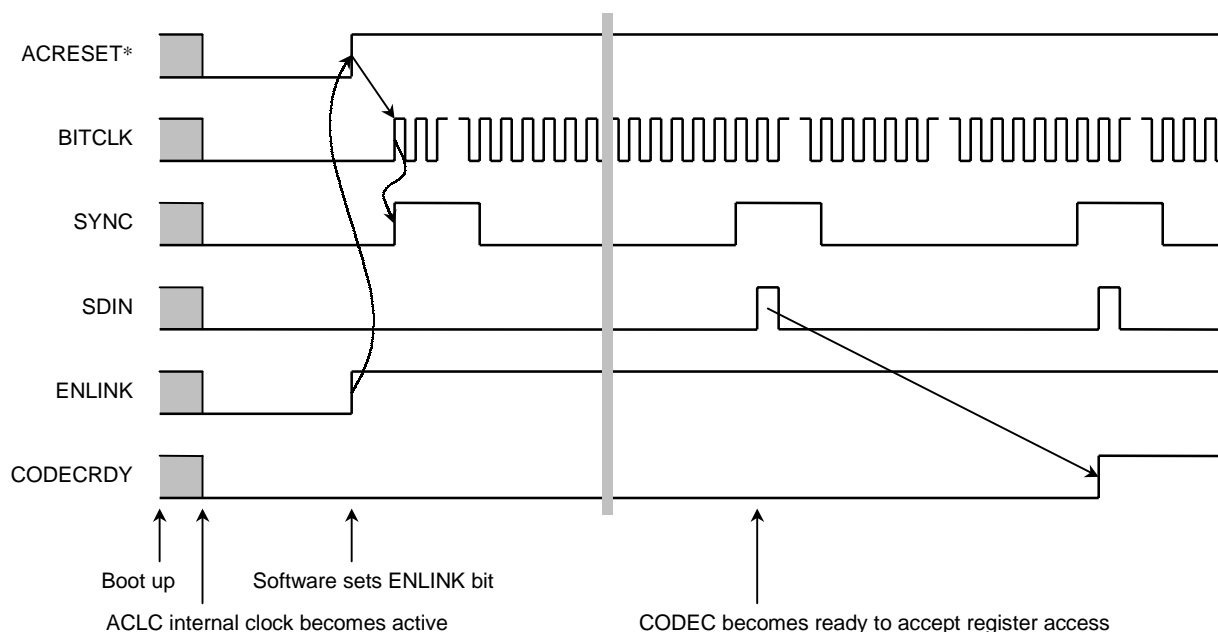 ACRESET*
BITCLK
SYNC
SDIN
ENLINK
CODECRDY
Boot up
Software sets ENLINK bit
ACLC internal clock becomes active
CODEC becomes ready to accept register access